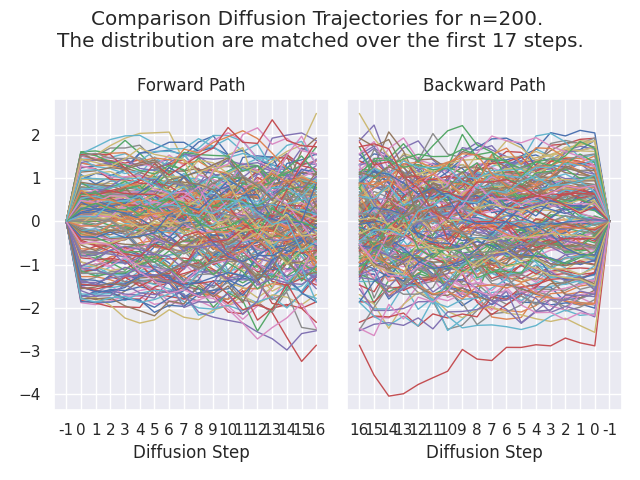 Comparison Diffusion Trajectories for n=200.
The distribution are matched over the first 17 steps.
Forward Path
Backward Path
2
1
0
−1
−2
−3
−4
-1 0 1 2 3 4 5 6 7 8 9 10 11 12 13 14 15 16
16 15 14 13 12 11 10 9 8 7 6 5 4 3 2 1 0 -1
Diffusion Step
Diffusion Step